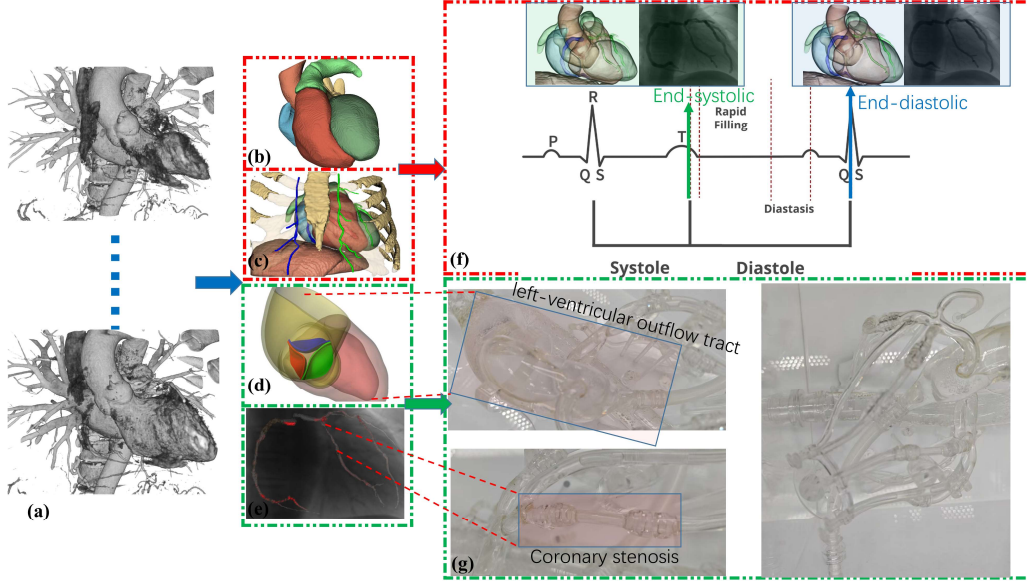 (a)
(b)
(c)
(d)
(e)
End-systolic
End-diastolic
R
Rapid
Filling
P
T
Q
S
Q
S
Diastasis
(f)
Systole
Diastole
left-ventricular outflow tract
Coronary stenosis
(g)